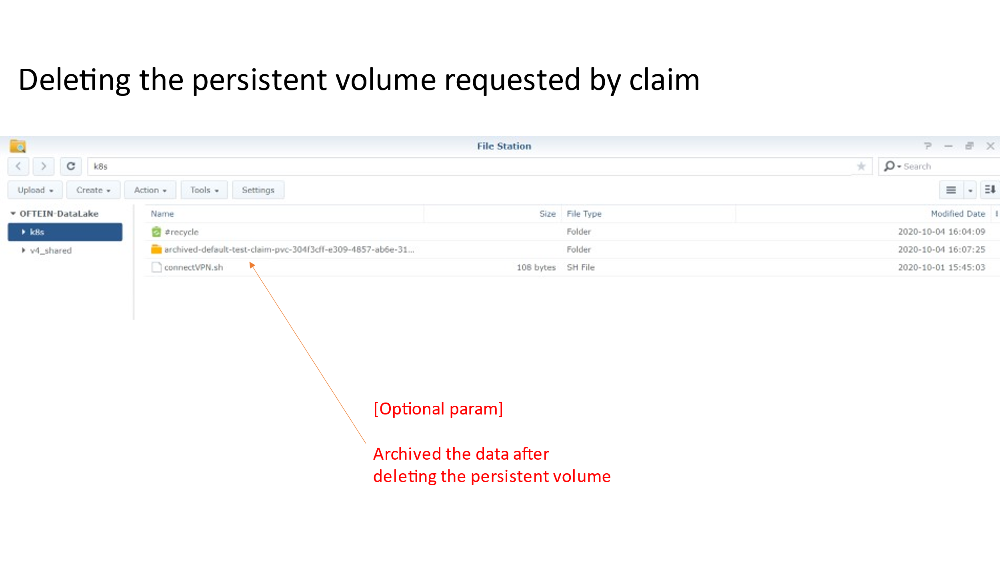 Deleting the persistent volume requested by claim
File Station
k8s
Search
Upload Create Action Tools Settings
OFTEIN-DataLake
k8s
v4_shared
Name Size File Type Modified Date
#recycle Folder 2020-10-04 16:04:09
archived-default-test-claim-pvc-304f3cff-e309-4857-ab6e-31... Folder 2020-10-04 16:07:25
connectVPN.sh 108 bytes SH File 2020-10-01 15:45:03
[Optional param]
Archived the data after
deleting the persistent volume